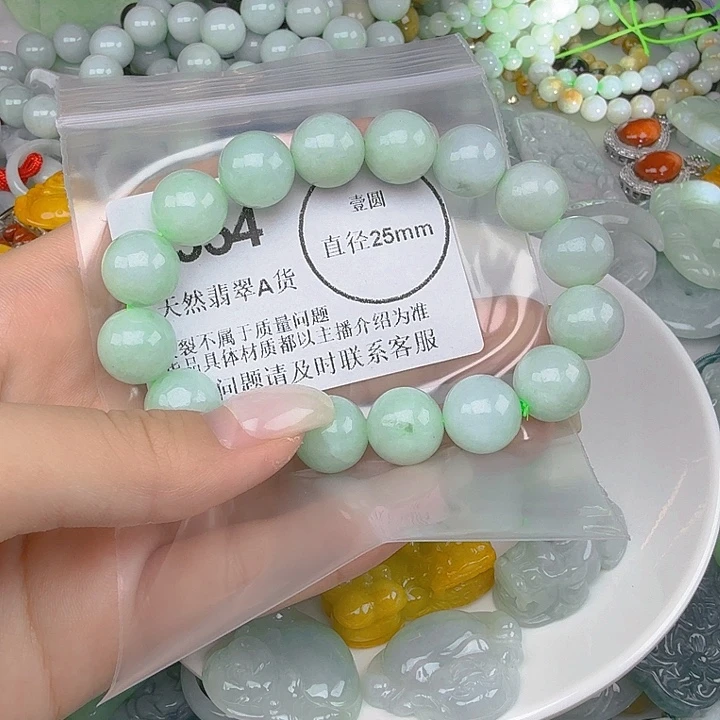 壹圆
直径25mm
54
天然翡翠A货
裂不属于质量问题
品具体材质都以主播介绍为准
问题请及时联系客服